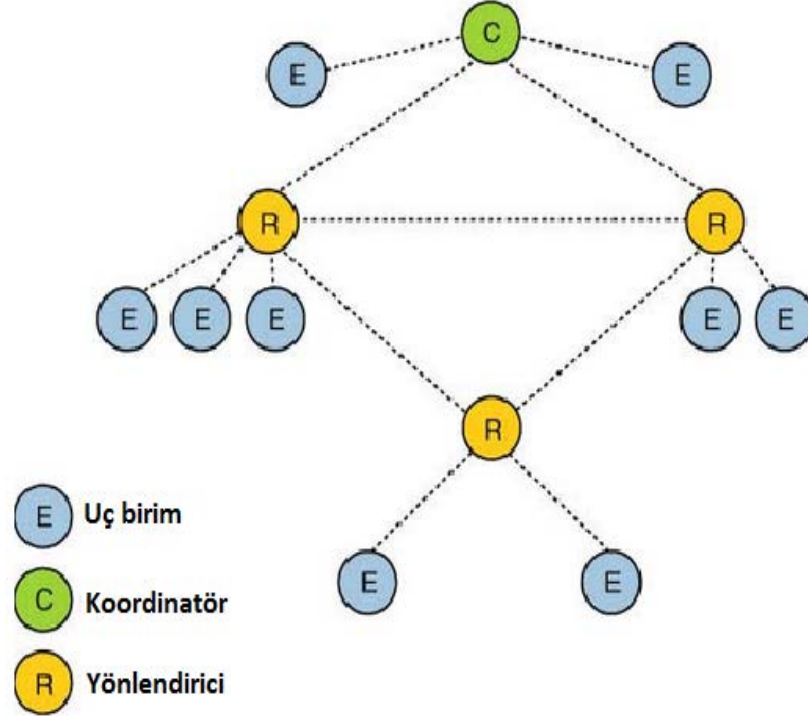 C
E E
R R
E E E E E
R
E E
E Uç birim
C Koordinatör
R Yönlendirici